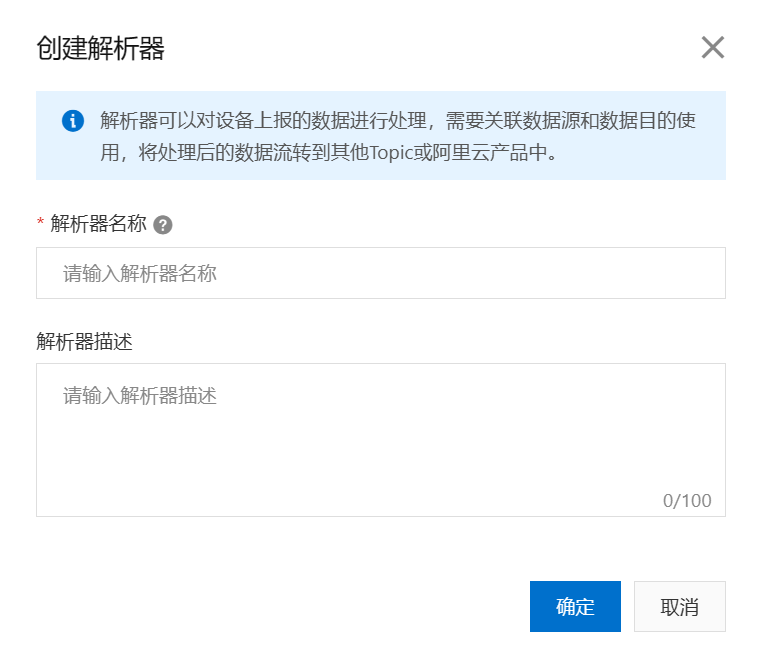 创建解析器
解析器可以对设备上报的数据进行处理，需要关联数据源和数据目的使
用，将处理后的数据流转到其他Topic或阿里云产品中。
* 解析器名称
请输入解析器名称
解析器描述
请输入解析器描述
0/100
确定
取消